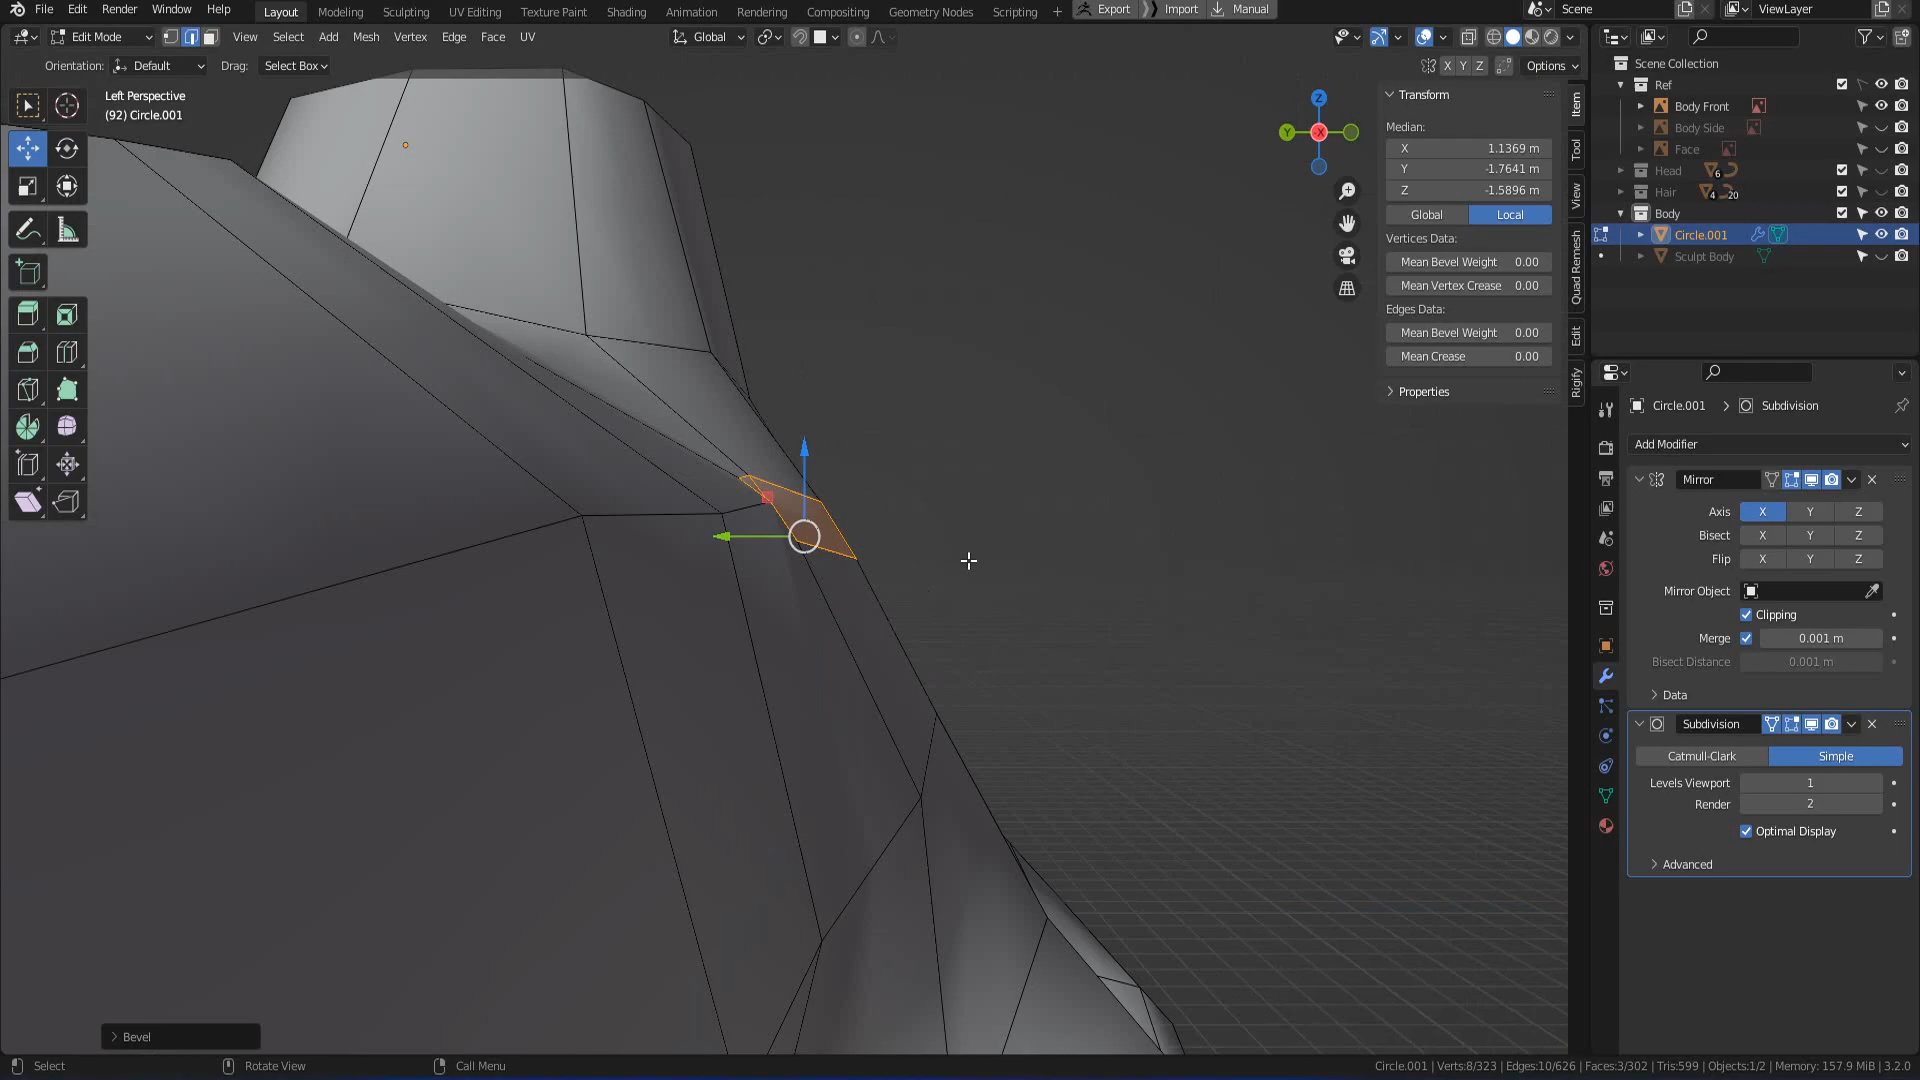 File Edit Render Window Help Layout Modeling Sculpting UV Editing Texture Paint Shading Animation Rendering Compositing Geometry Nodes Scripting + Export Import Manual Scene ViewLayer
Edit Mode View Select Add Mesh Vertex Edge Face UV Global
Orientation: Default Drag: Select Box X Y Z Options
Left Perspective
(92) Circle.001
Z
Y
X
Transform
Median:
X 1.1369 m
Y -1.7641 m
Z -1.5896 m
Global Local
Vertices Data:
Mean Bevel Weight 0.00
Mean Vertex Crease 0.00
Edges Data:
Mean Bevel Weight 0.00
Mean Crease 0.00
Properties
Item
Tool
View
Quad Remesh
Edit
Rigify
Scene Collection
Ref
Body Front
Body Side
Face
Head 6
Hair 4 20
Body
Circle.001
Sculpt Body
Circle.001 Subdivision
Add Modifier
Mirror
Axis X Y Z
Bisect X Y Z
Flip X Y Z
Mirror Object
Clipping
Merge 0.001 m
Bisect Distance 0.001 m
Data
Subdivision
Catmull-Clark Simple
Levels Viewport 1
Render 2
Optimal Display
Advanced
Bevel
Select Rotate View Call Menu Circle.001 | Verts:8/323 | Edges:10/626 | Faces:3/302 | Tris:599 | Objects:1/2 | Memory: 157.9 MiB | 3.2.0